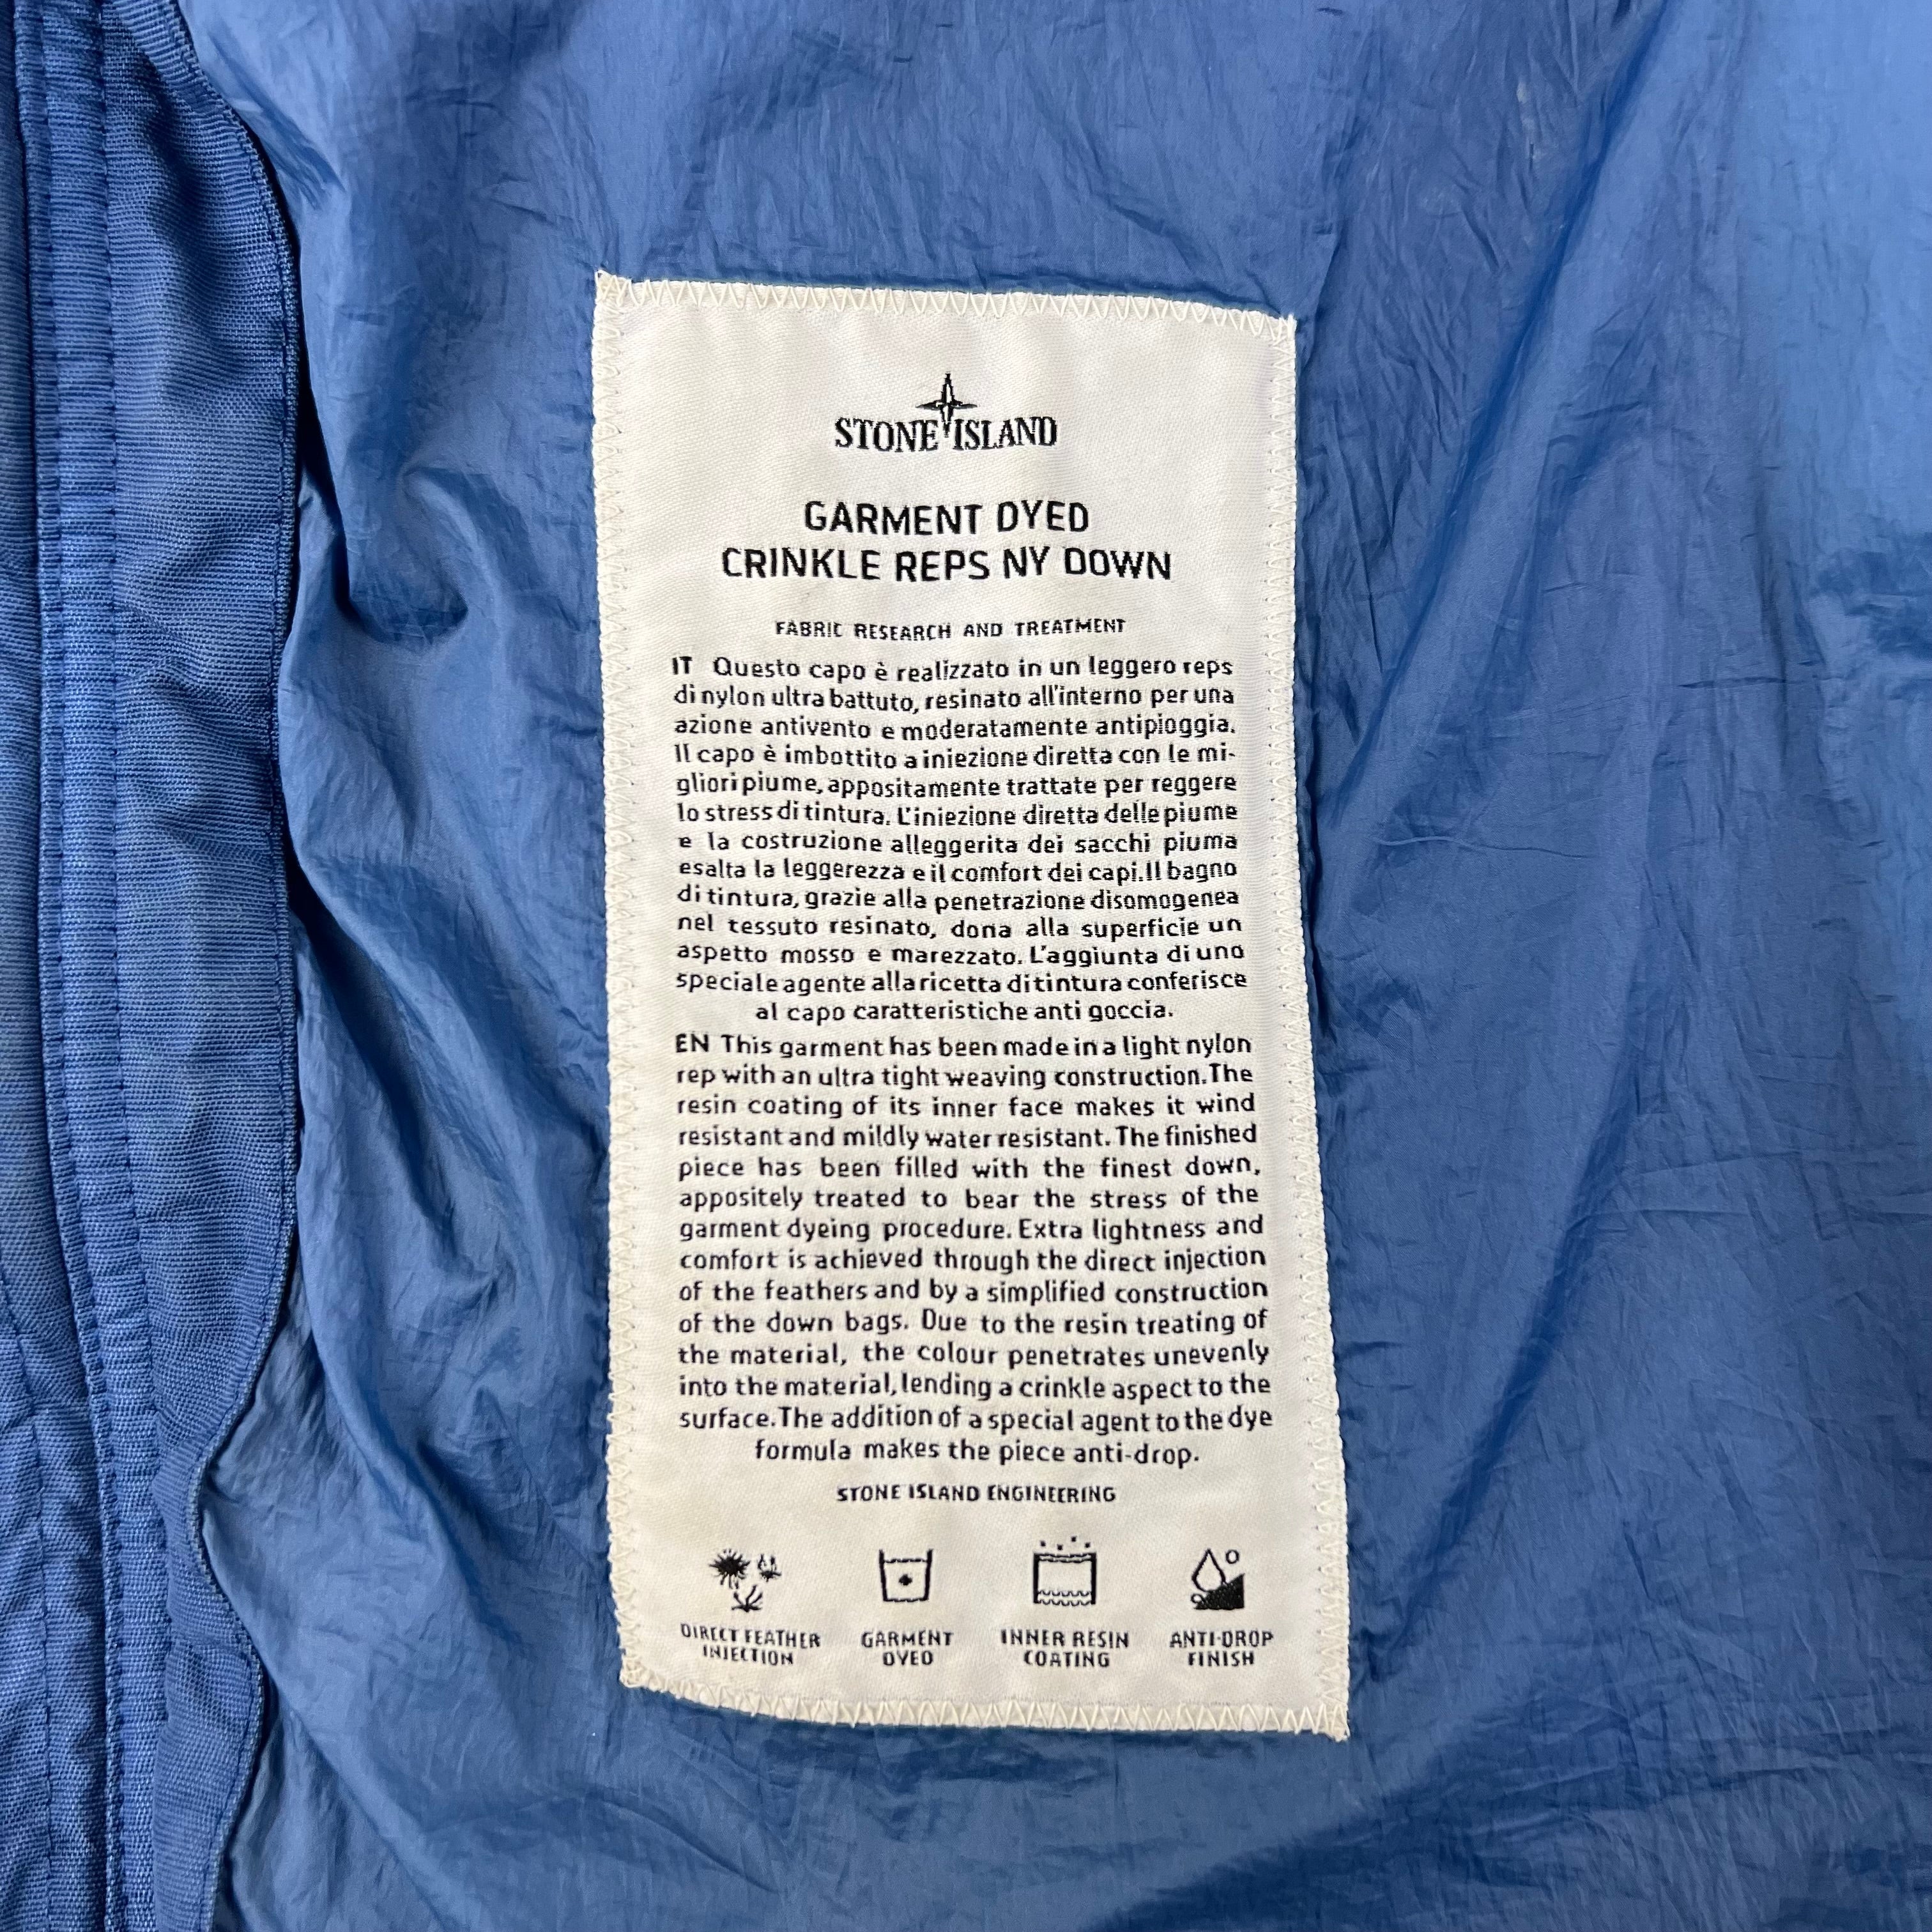 STONE ISLAND
GARMENT DYED
CRINKLE REPS NY DOWN
FABRIC RESEARCH AND TREATMENT
IT Questo capo è realizzato in un leggero reps
di nylon ultra battuto, resinato all'interno per una
azione antivento e moderatamente antipioggia.
Il capo è imbottito a iniezione diretta con le mi-
gliori piume, appositamente trattate per reggere
lo stress di tintura. L'iniezione diretta delle piume
e la costruzione alleggerita dei sacchi piuma
esalta la leggerezza e il comfort dei capi. Il bagno
di tintura, grazie alla penetrazione disomogenea
nel tessuto resinato, dona alla superficie un
aspetto mosso e marezzato. L'aggiunta di uno
speciale agente alla ricetta di tintura conferisce
al capo caratteristiche anti goccia.
EN This garment has been made in a light nylon
rep with an ultra tight weaving construction. The
resin coating of its inner face makes it wind
resistant and mildly water resistant. The finished
piece has been filled with the finest down,
appositely treated to bear the stress of the
garment dyeing procedure. Extra lightness and
comfort is achieved through the direct injection
of the feathers and by a simplified construction
of the down bags. Due to the resin treating of
the material, the colour penetrates unevenly
into the material, lending a crinkle aspect to the
surface. The addition of a special agent to the dye
formula makes the piece anti-drop.
STONE ISLAND ENGINEERING
DIRECT FEATHER
INJECTION
GARMENT
DYED
INNER RESIN
COATING
ANTI-DROP
FINISH